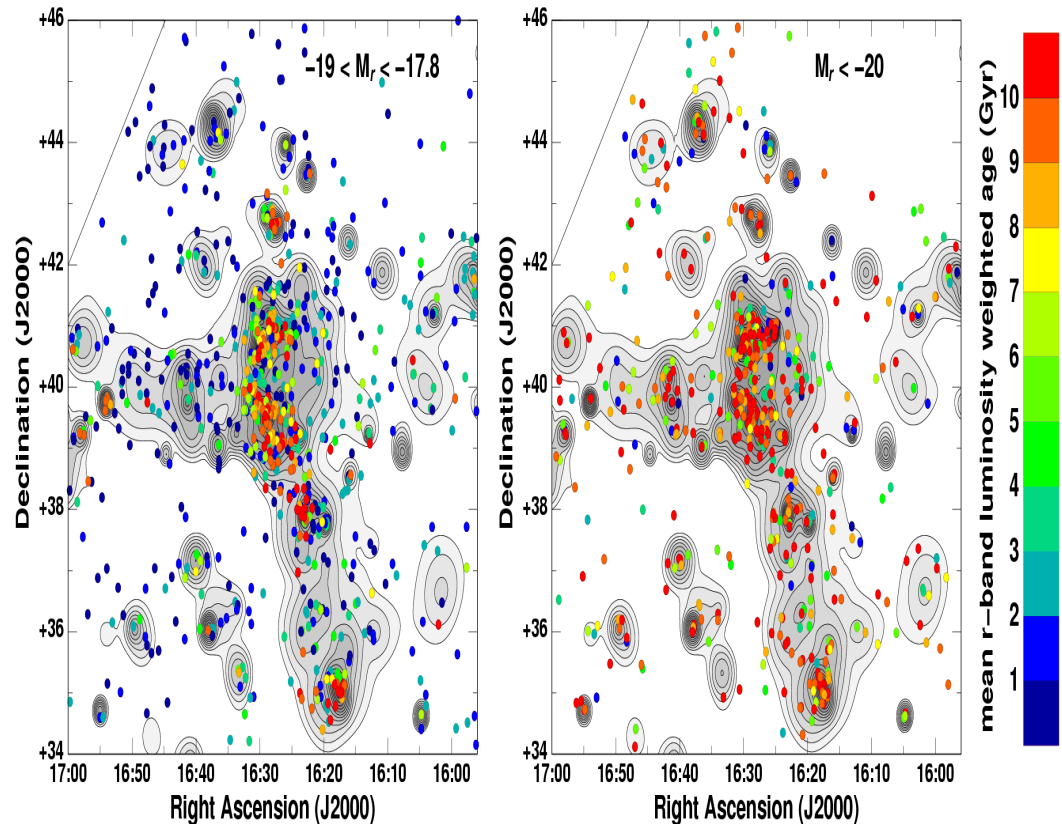 −19 < Mr < −17.8
+46
+44
+42
+40
+38
+36
+34
Declination (J2000)
17:00 16:50 16:40 16:30 16:20 16:10 16:00
Right Ascension (J2000)
Mr < −20
+46
+44
+42
+40
+38
+36
+34
Declination (J2000)
17:00 16:50 16:40 16:30 16:20 16:10 16:00
Right Ascension (J2000)
mean r−band luminosity weighted age (Gyr)
10
9
8
7
6
5
4
3
2
1